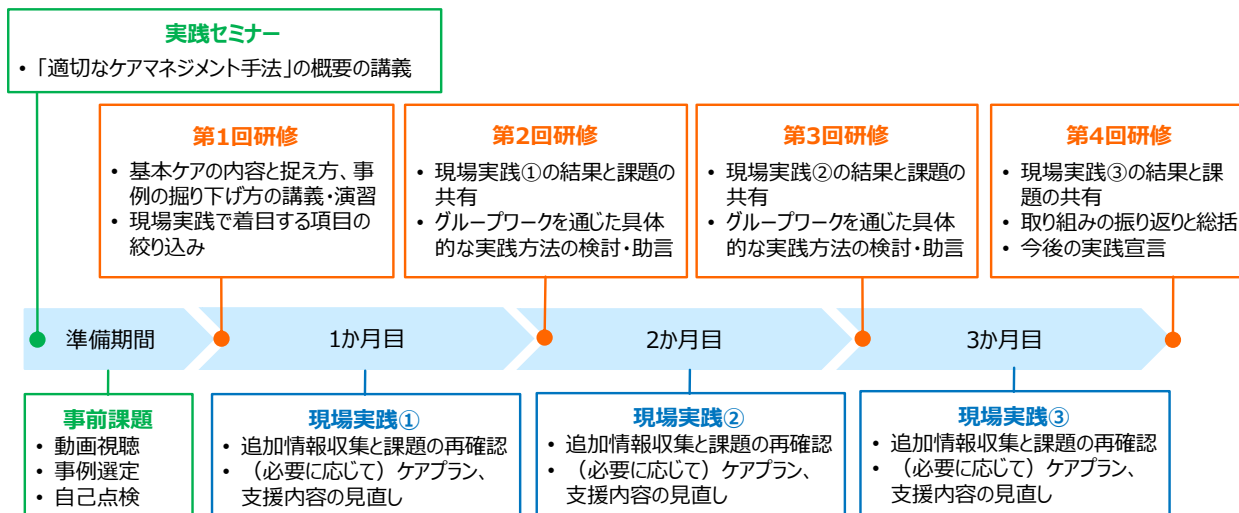 実践セミナー
・「適切なケアマネジメント手法」の概要の講義
第1回研修
・基本ケアの内容と捉え方、事
例の掘り下げ方の講義・演習
・現場実践で着目する項目の
絞り込み
第2回研修
・現場実践①の結果と課題の
共有
・グループワークを通じた具体
的な実践方法の検討・助言
第3回研修
・現場実践②の結果と課題の
共有
・グループワークを通じた具体
的な実践方法の検討・助言
第4回研修
・現場実践③の結果と課
題の共有
・取り組みの振り返りと総括
・今後の実践宣言
準備期間
1か月目
2か月目
3か月目
事前課題
・動画視聴
・事例選定
・自己点検
現場実践①
・追加情報収集と課題の再確認
・（必要に応じて）ケアプラン、
支援内容の見直し
現場実践②
・追加情報収集と課題の再確認
・（必要に応じて）ケアプラン、
支援内容の見直し
現場実践③
・追加情報収集と課題の再確認
・（必要に応じて）ケアプラン、
支援内容の見直し